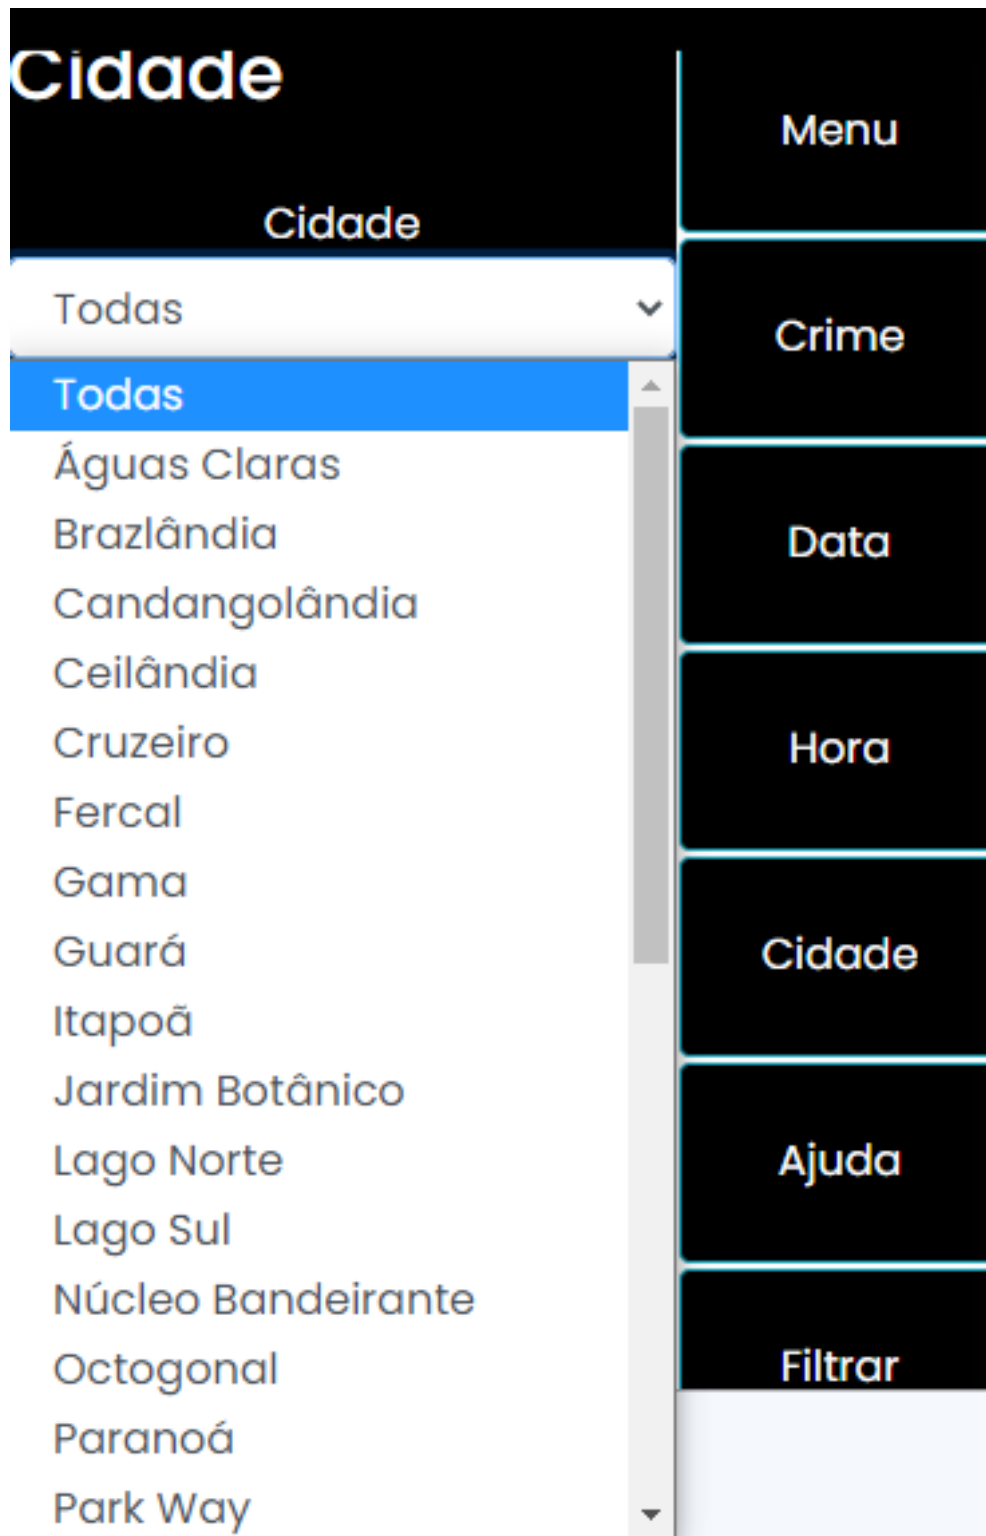 Cidade
Cidade
Todas
Todas
Águas Claras
Brazlândia
Candangolândia
Ceilândia
Cruzeiro
Fercal
Gama
Guará
Itapoã
Jardim Botânico
Lago Norte
Lago Sul
Núcleo Bandeirante
Octogonal
Paranoá
Park Way
Menu
Crime
Data
Hora
Cidade
Ajuda
Filtrar